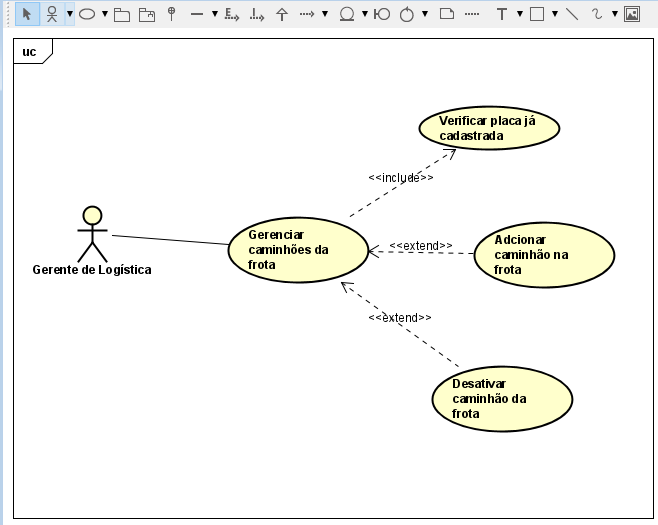 uc
Verificar placa já
cadastrada
<<include>>
Gerenciar
caminhões da
frota
<<extend>>
Adcionar
caminhão na
frota
Gerente de Logística
<<extend>>
Desativar
caminhão da
frota